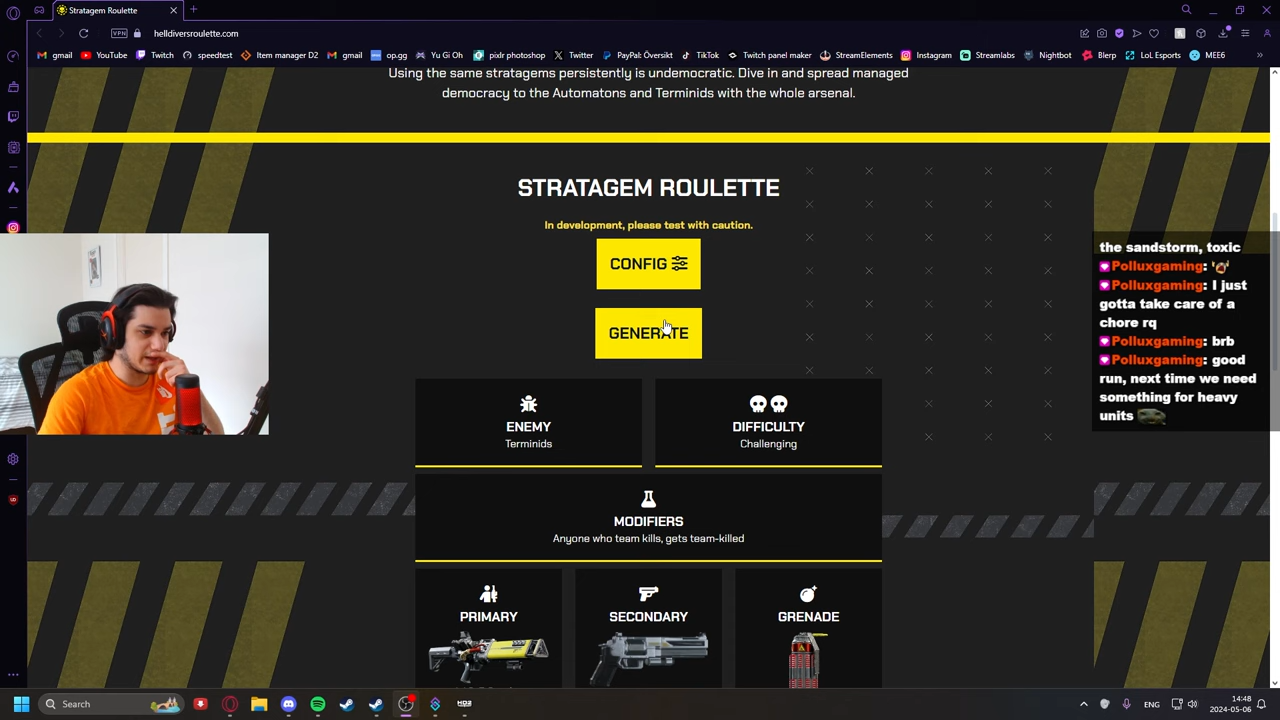 Stratagem Roulette
VPN
helldiversroulette.com
gmail
YouTube
Twitch
speedtest
Item manager D2
gmail
op.gg
Yu Gi Oh
pixlr photoshop
Twitter
PayPal: Översikt
TikTok
Twitch panel maker
StreamElements
Instagram
Streamlabs
Nightbot
Blerp
LoL Esports
MEE6
Using the same stratagems persistently is undemocratic. Dive in and spread managed
democracy to the Automatons and Terminids with the whole arsenal.
STRATAGEM ROULETTE
In development, please test with caution.
CONFIG
GENERATE
ENEMY
Terminids
DIFFICULTY
Challenging
MODIFIERS
Anyone who team kills, gets team-killed
PRIMARY
SECONDARY
GRENADE
the sandstorm, toxic
Polluxgaming:
Polluxgaming: I just
gotta take care of a
chore rq
Polluxgaming: brb
Polluxgaming: good
run, next time we need
something for heavy
units
Search
ENG
14:48
2024-05-06